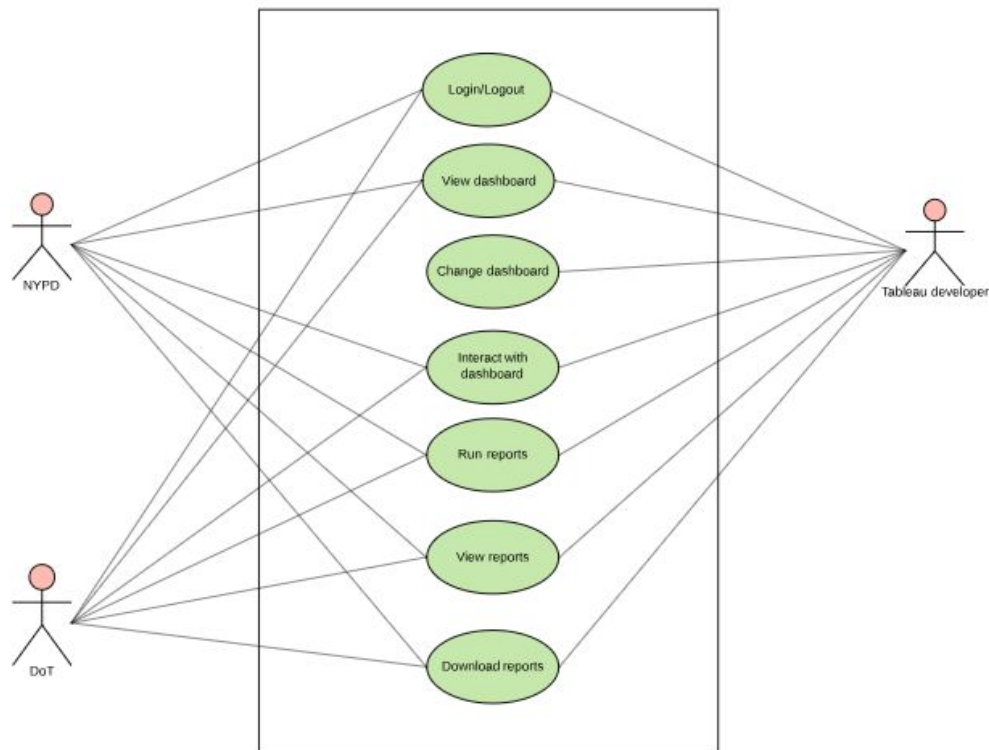 Login/Logout
View dashboard
Change dashboard
Interact with
dashboard
Run reports
View reports
Download reports
NYPD
DoT
Tableau developer